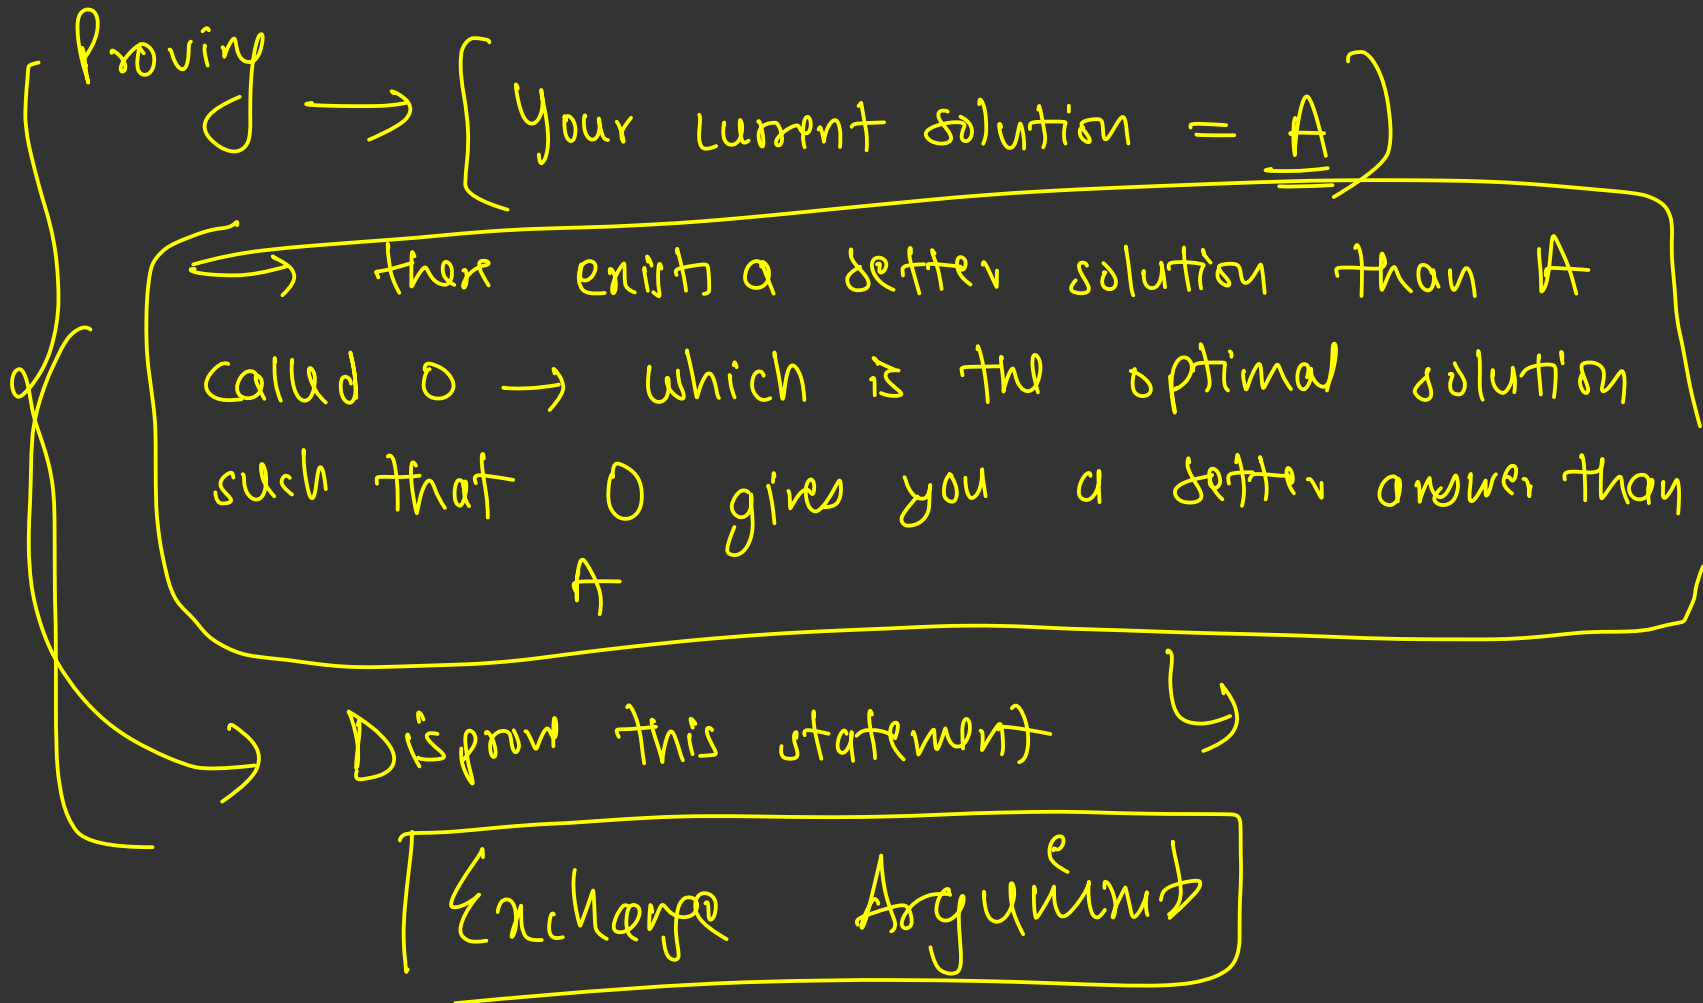 Proving → [Your current solution = A]
→ there exists a better solution than A
called O → which is the optimal solution
such that O gives you a better answer than
A
→ Disprove this statement
Exchange Argument